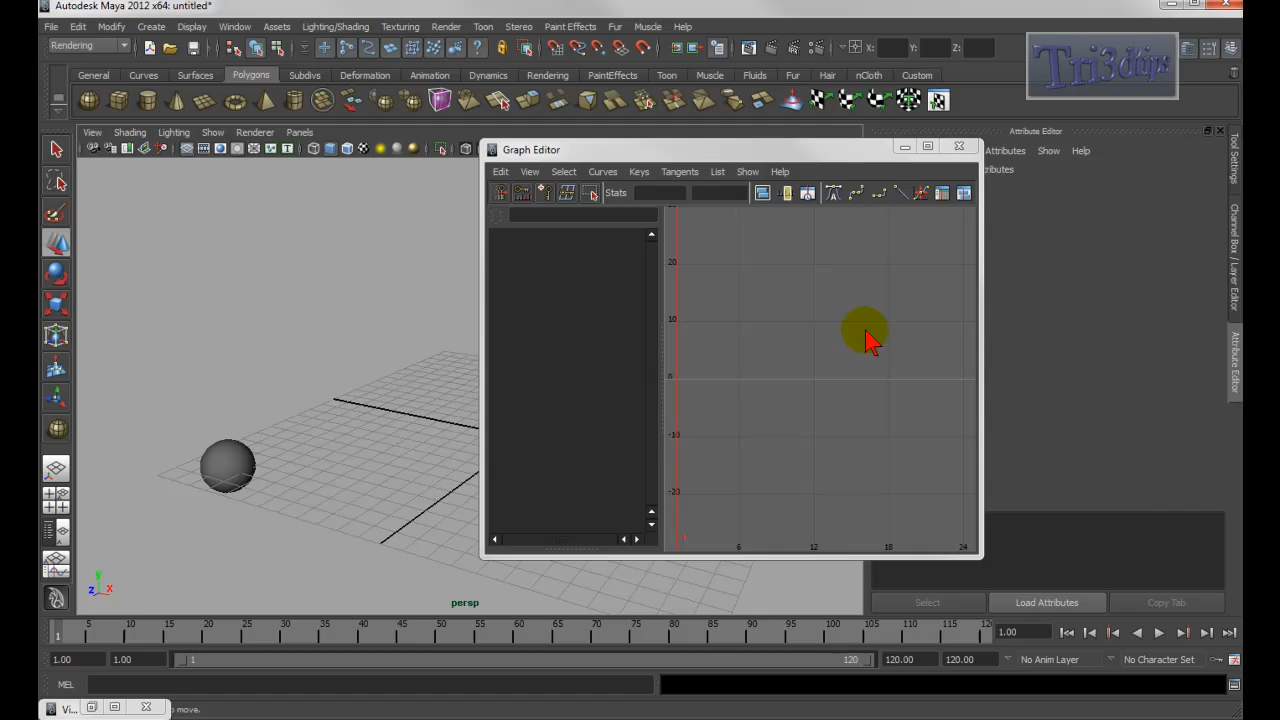 Autodesk Maya 2012 x64: untitled*
File Edit Modify Create Display Window Assets Lighting/Shading Texturing Render Toon Stereo Paint Effects Fur Muscle Help
Rendering X: Y: Z:
Tri3dtips
General Curves Surfaces Polygons Subdivs Deformation Animation Dynamics Rendering PaintEffects Toon Muscle Fluids Fur Hair nCloth Custom
View Shading Lighting Show Renderer Panels
Attribute Editor
Attributes Show Help
ributes
Graph Editor
Edit View Select Curves Keys Tangents List Show Help
Stats
20
10
0
-10
-20
6 12 18 24
persp
Tool Settings
Channel Box / Layer Editor
Attribute Editor
Select Load Attributes Copy Tab
1 5 10 15 20 25 30 35 40 45 50 55 60 65 70 75 80 85 90 95 100 105 110 115 12 1.00
1.00 1.00 1 120 120.00 120.00 No Anim Layer No Character Set
MEL
Vi... o move.